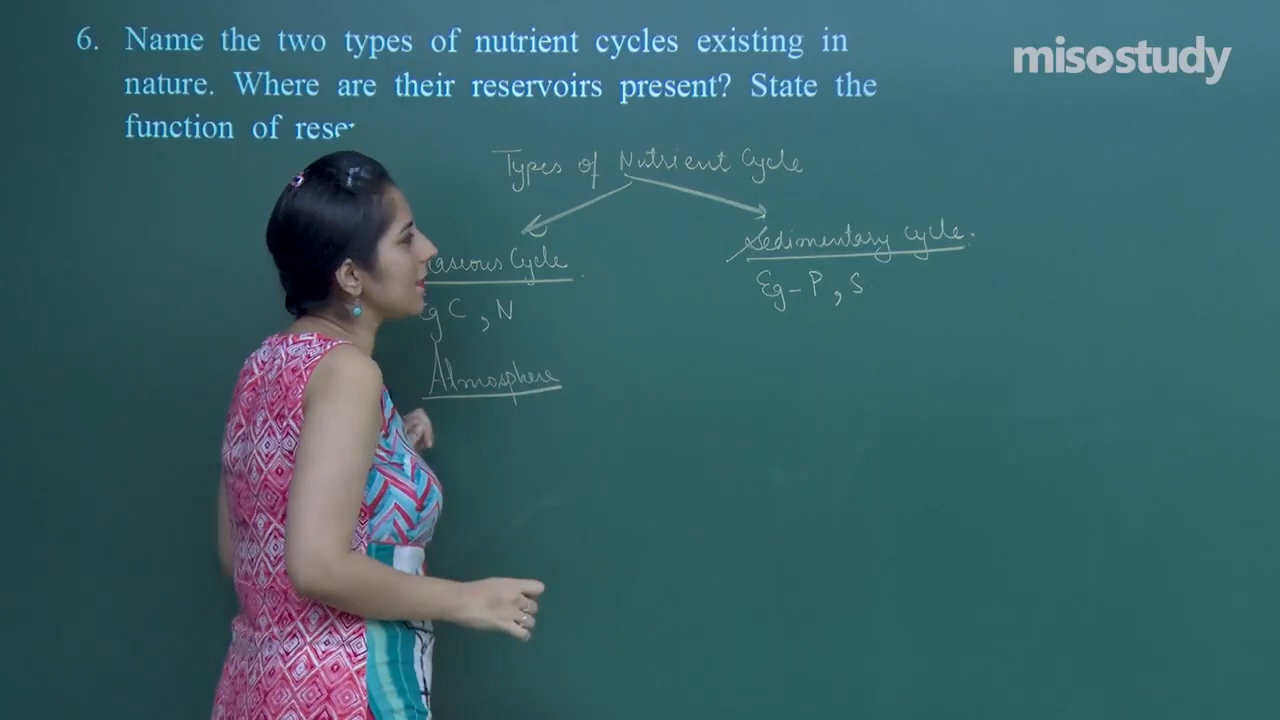 6. Name the two types of nutrient cycles existing in
nature. Where are their reservoirs present? State the
function of
misostudy
Types of Nutrient Cycle
Sedimentary cycle.
Eg - P, S.
Cycle
C, N
Atmosphere